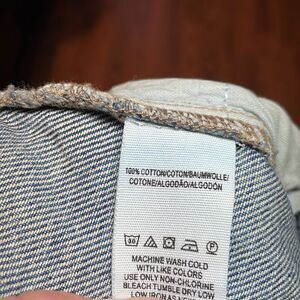 100% COTTON/COTON/BAUMWOLLE/
COTONE/ALGODÃO/ALGODÓN
30 P
MACHINE WASH COLD
WITH LIKE COLORS
USE ONLY NON-CHLORINE
BLEACH TUMBLE DRY LOW
LOW IRON AS